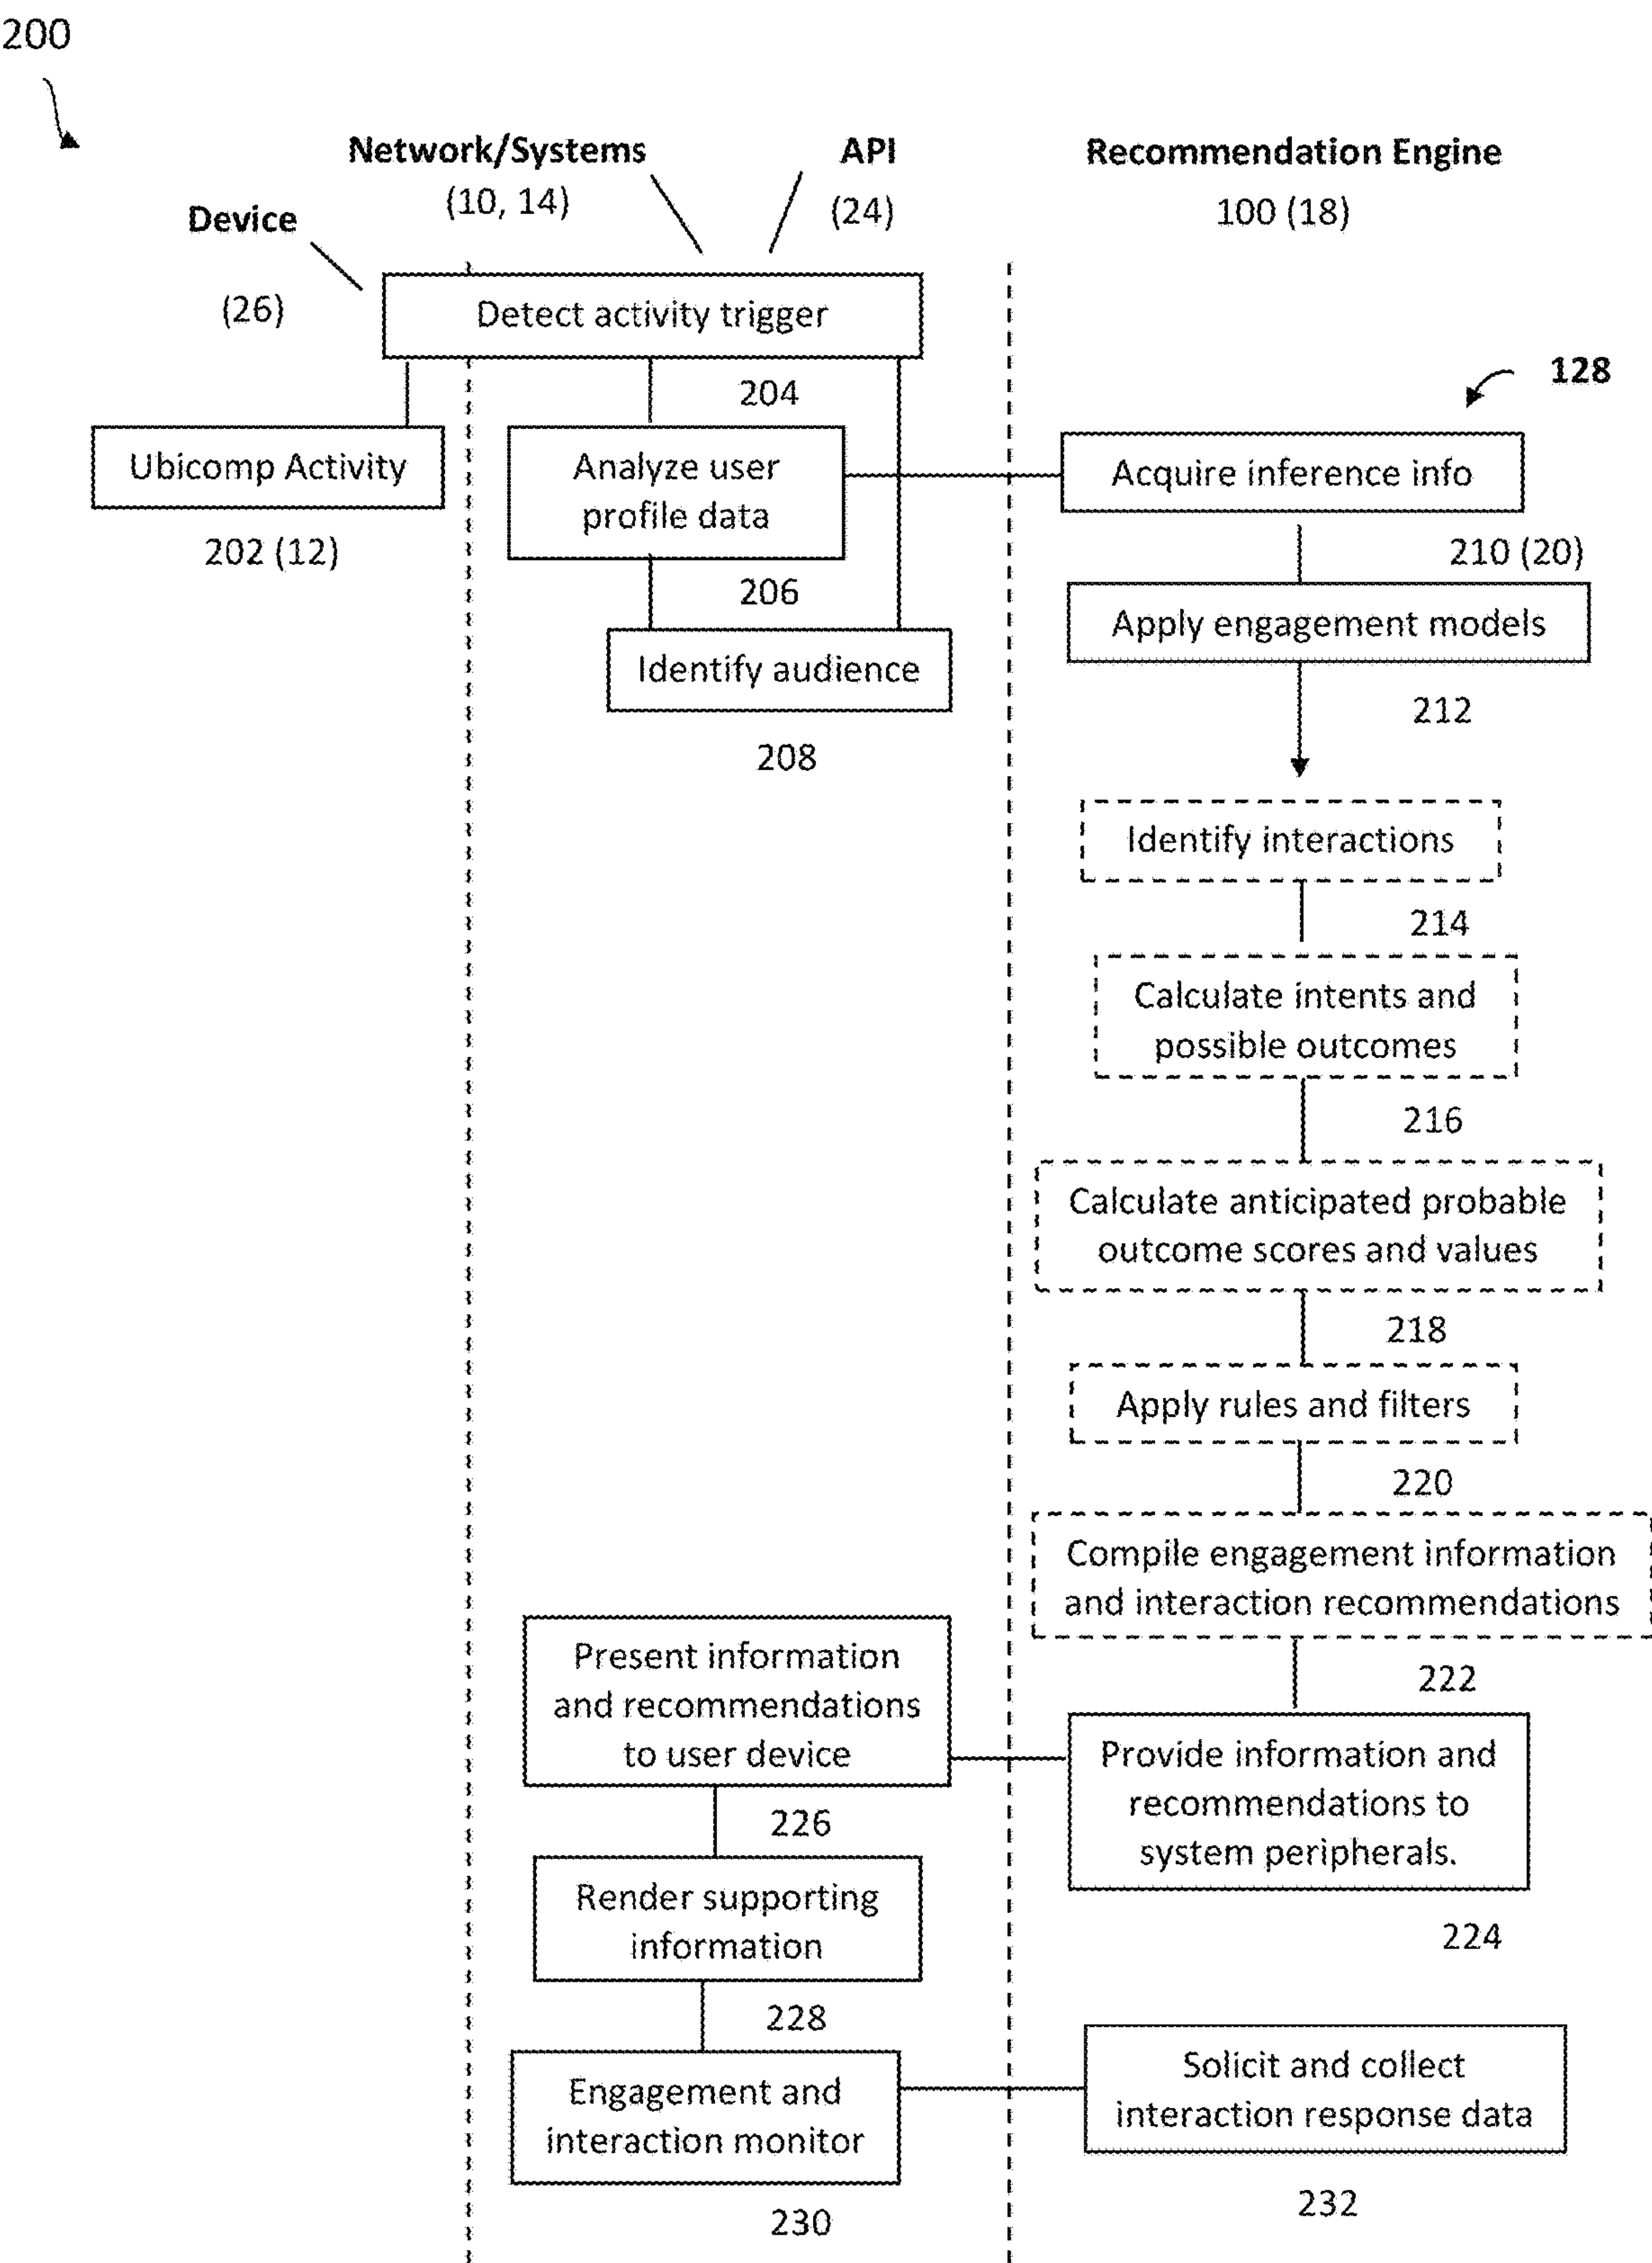 200
Network/Systems
(10, 14)
API
(24)
Recommendation Engine
100 (18)
Device
(26)
Detect activity trigger
204
128
Ubicomp Activity
202 (12)
Analyze user
profile data
206
Acquire inference info
210 (20)
Identify audience
208
Apply engagement models
212
Identify interactions
214
Calculate intents and
possible outcomes
216
Calculate anticipated probable
outcome scores and values
218
Apply rules and filters
220
Compile engagement information
and interaction recommendations
222
Present information
and recommendations
to user device
226
Provide information and
recommendations to
system peripherals.
224
Render supporting
information
228
Engagement and
interaction monitor
230
Solicit and collect
interaction response data
232